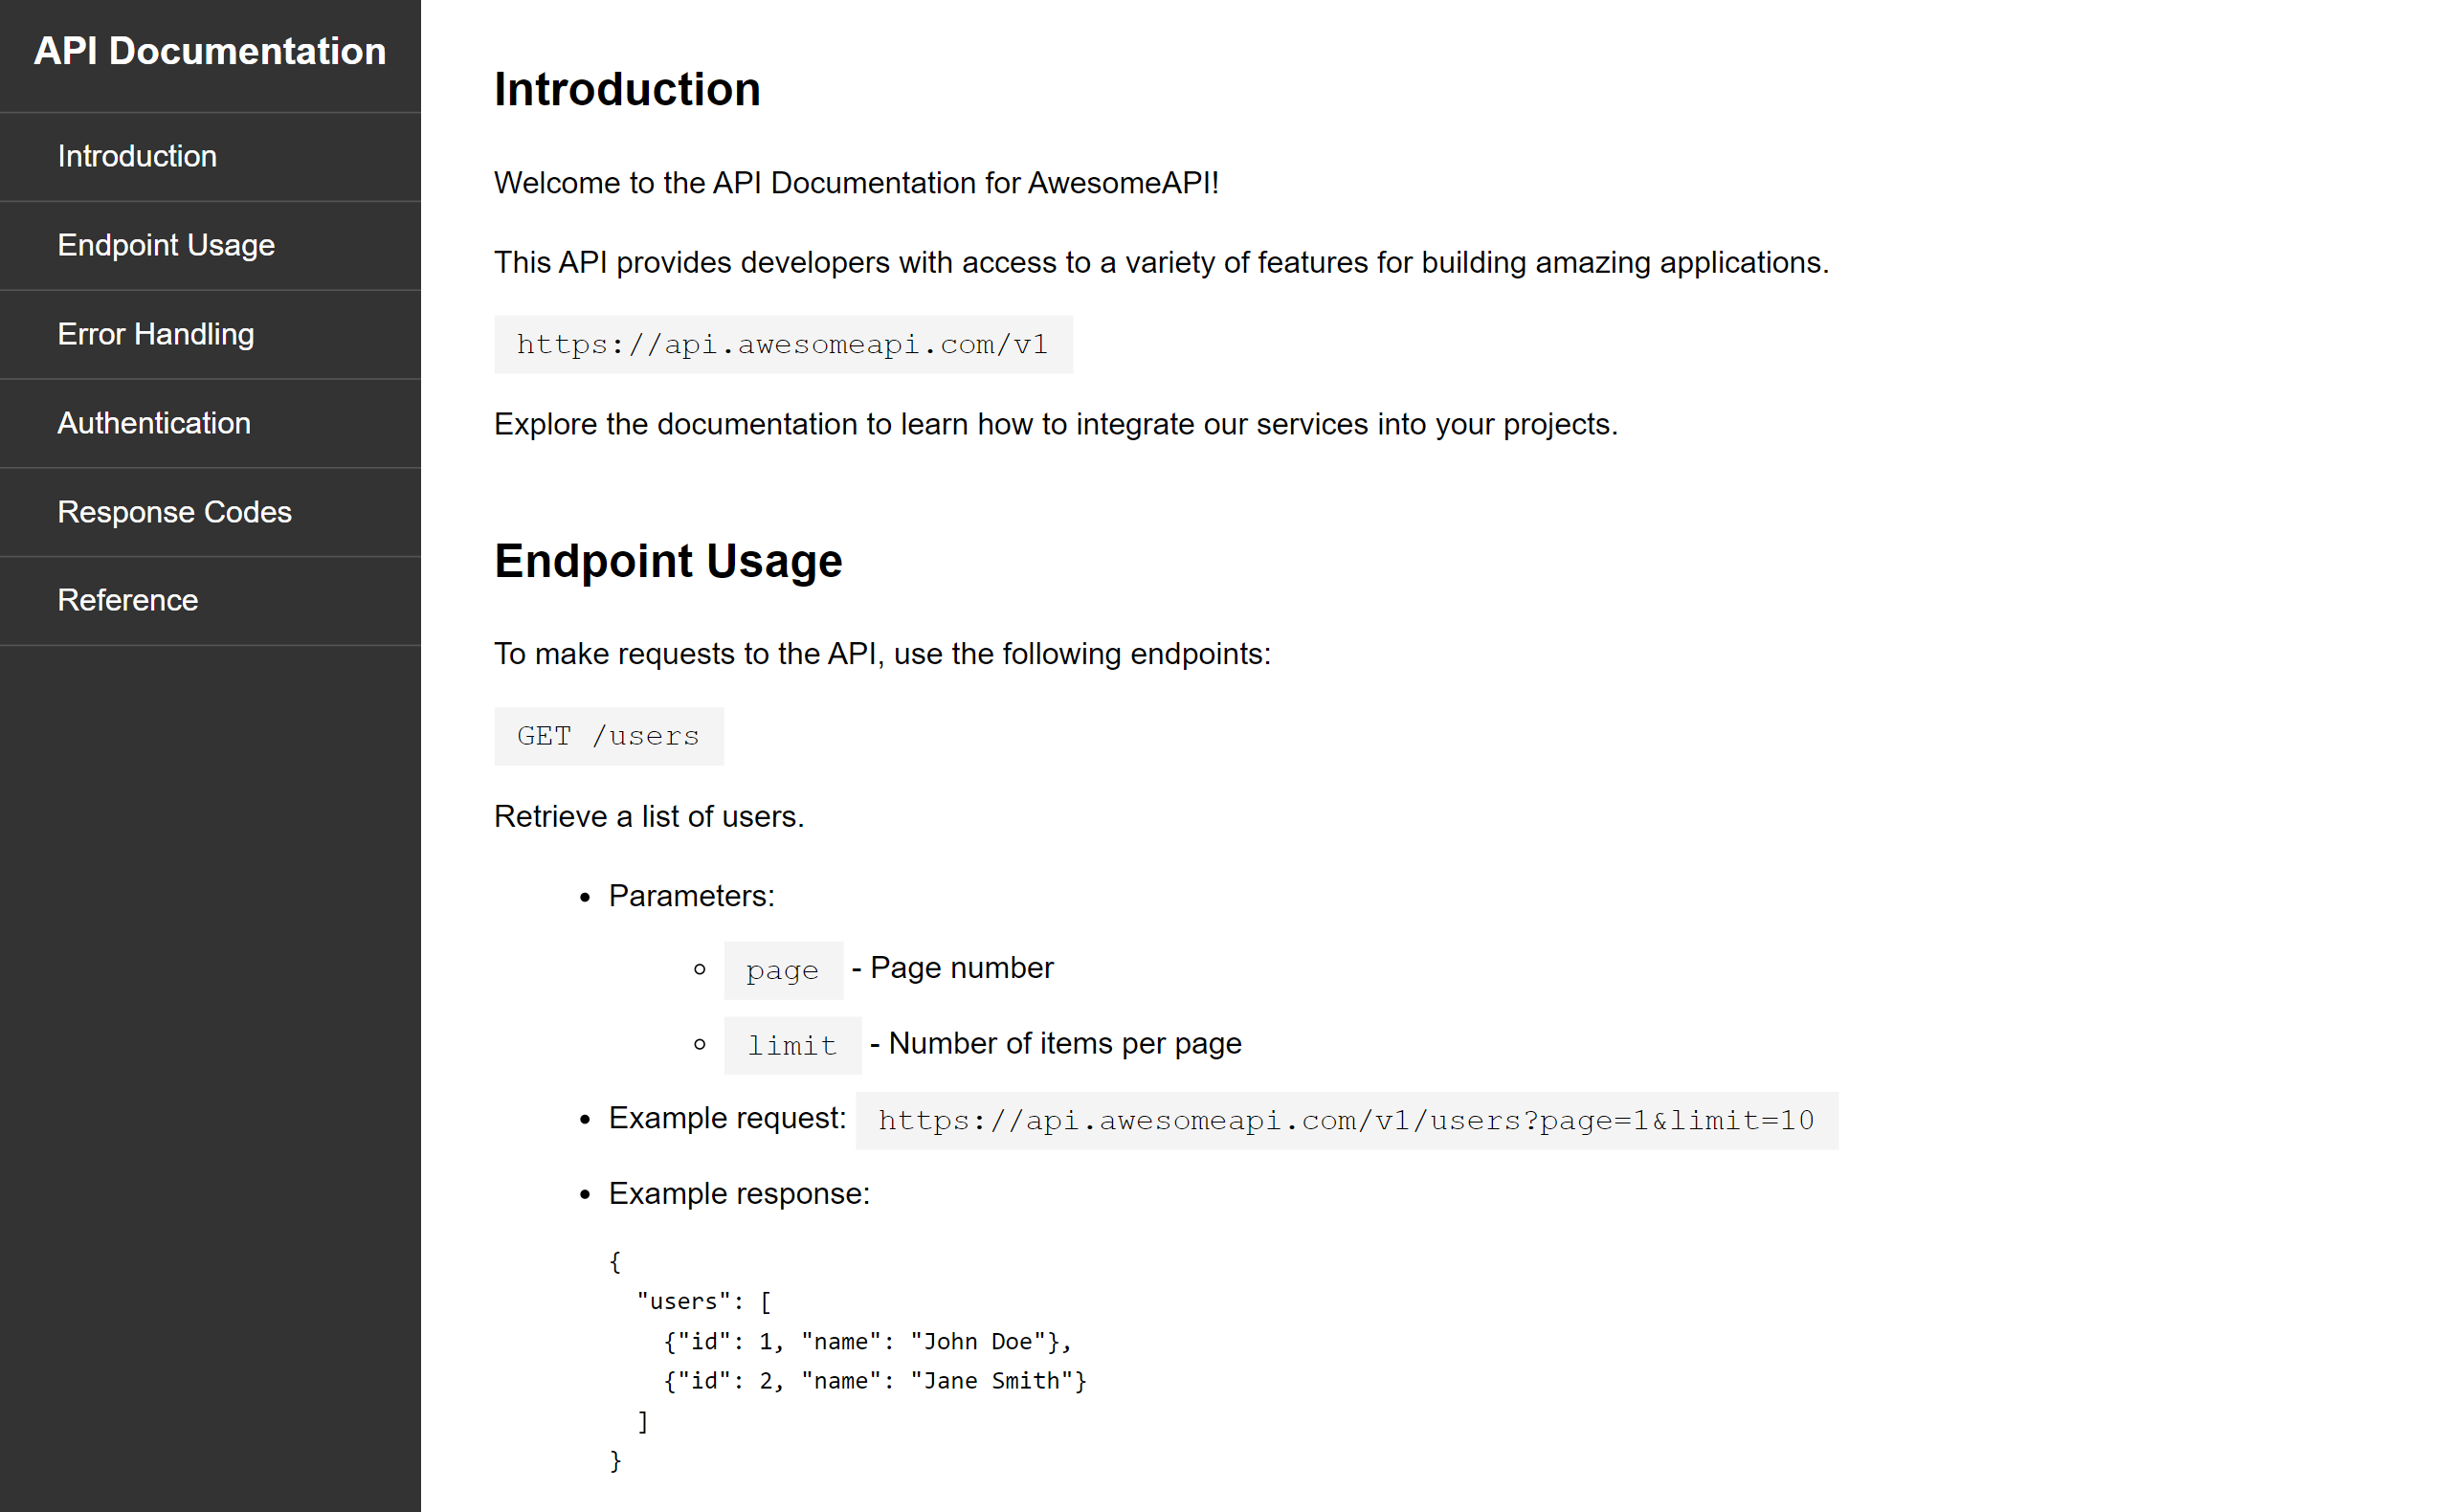 API Documentation
Introduction
Endpoint Usage
Error Handling
Authentication
Response Codes
Reference
Introduction
Welcome to the API Documentation for AwesomeAPI!
This API provides developers with access to a variety of features for building amazing applications.
https://api.awesomeapi.com/v1
Explore the documentation to learn how to integrate our services into your projects.
Endpoint Usage
To make requests to the API, use the following endpoints:
GET /users
Retrieve a list of users.
• Parameters:
◦ page - Page number
◦ limit - Number of items per page
• Example request: https://api.awesomeapi.com/v1/users?page=1&limit=10
• Example response:
{
  "users": [
    {"id": 1, "name": "John Doe"},
    {"id": 2, "name": "Jane Smith"}
  ]
}